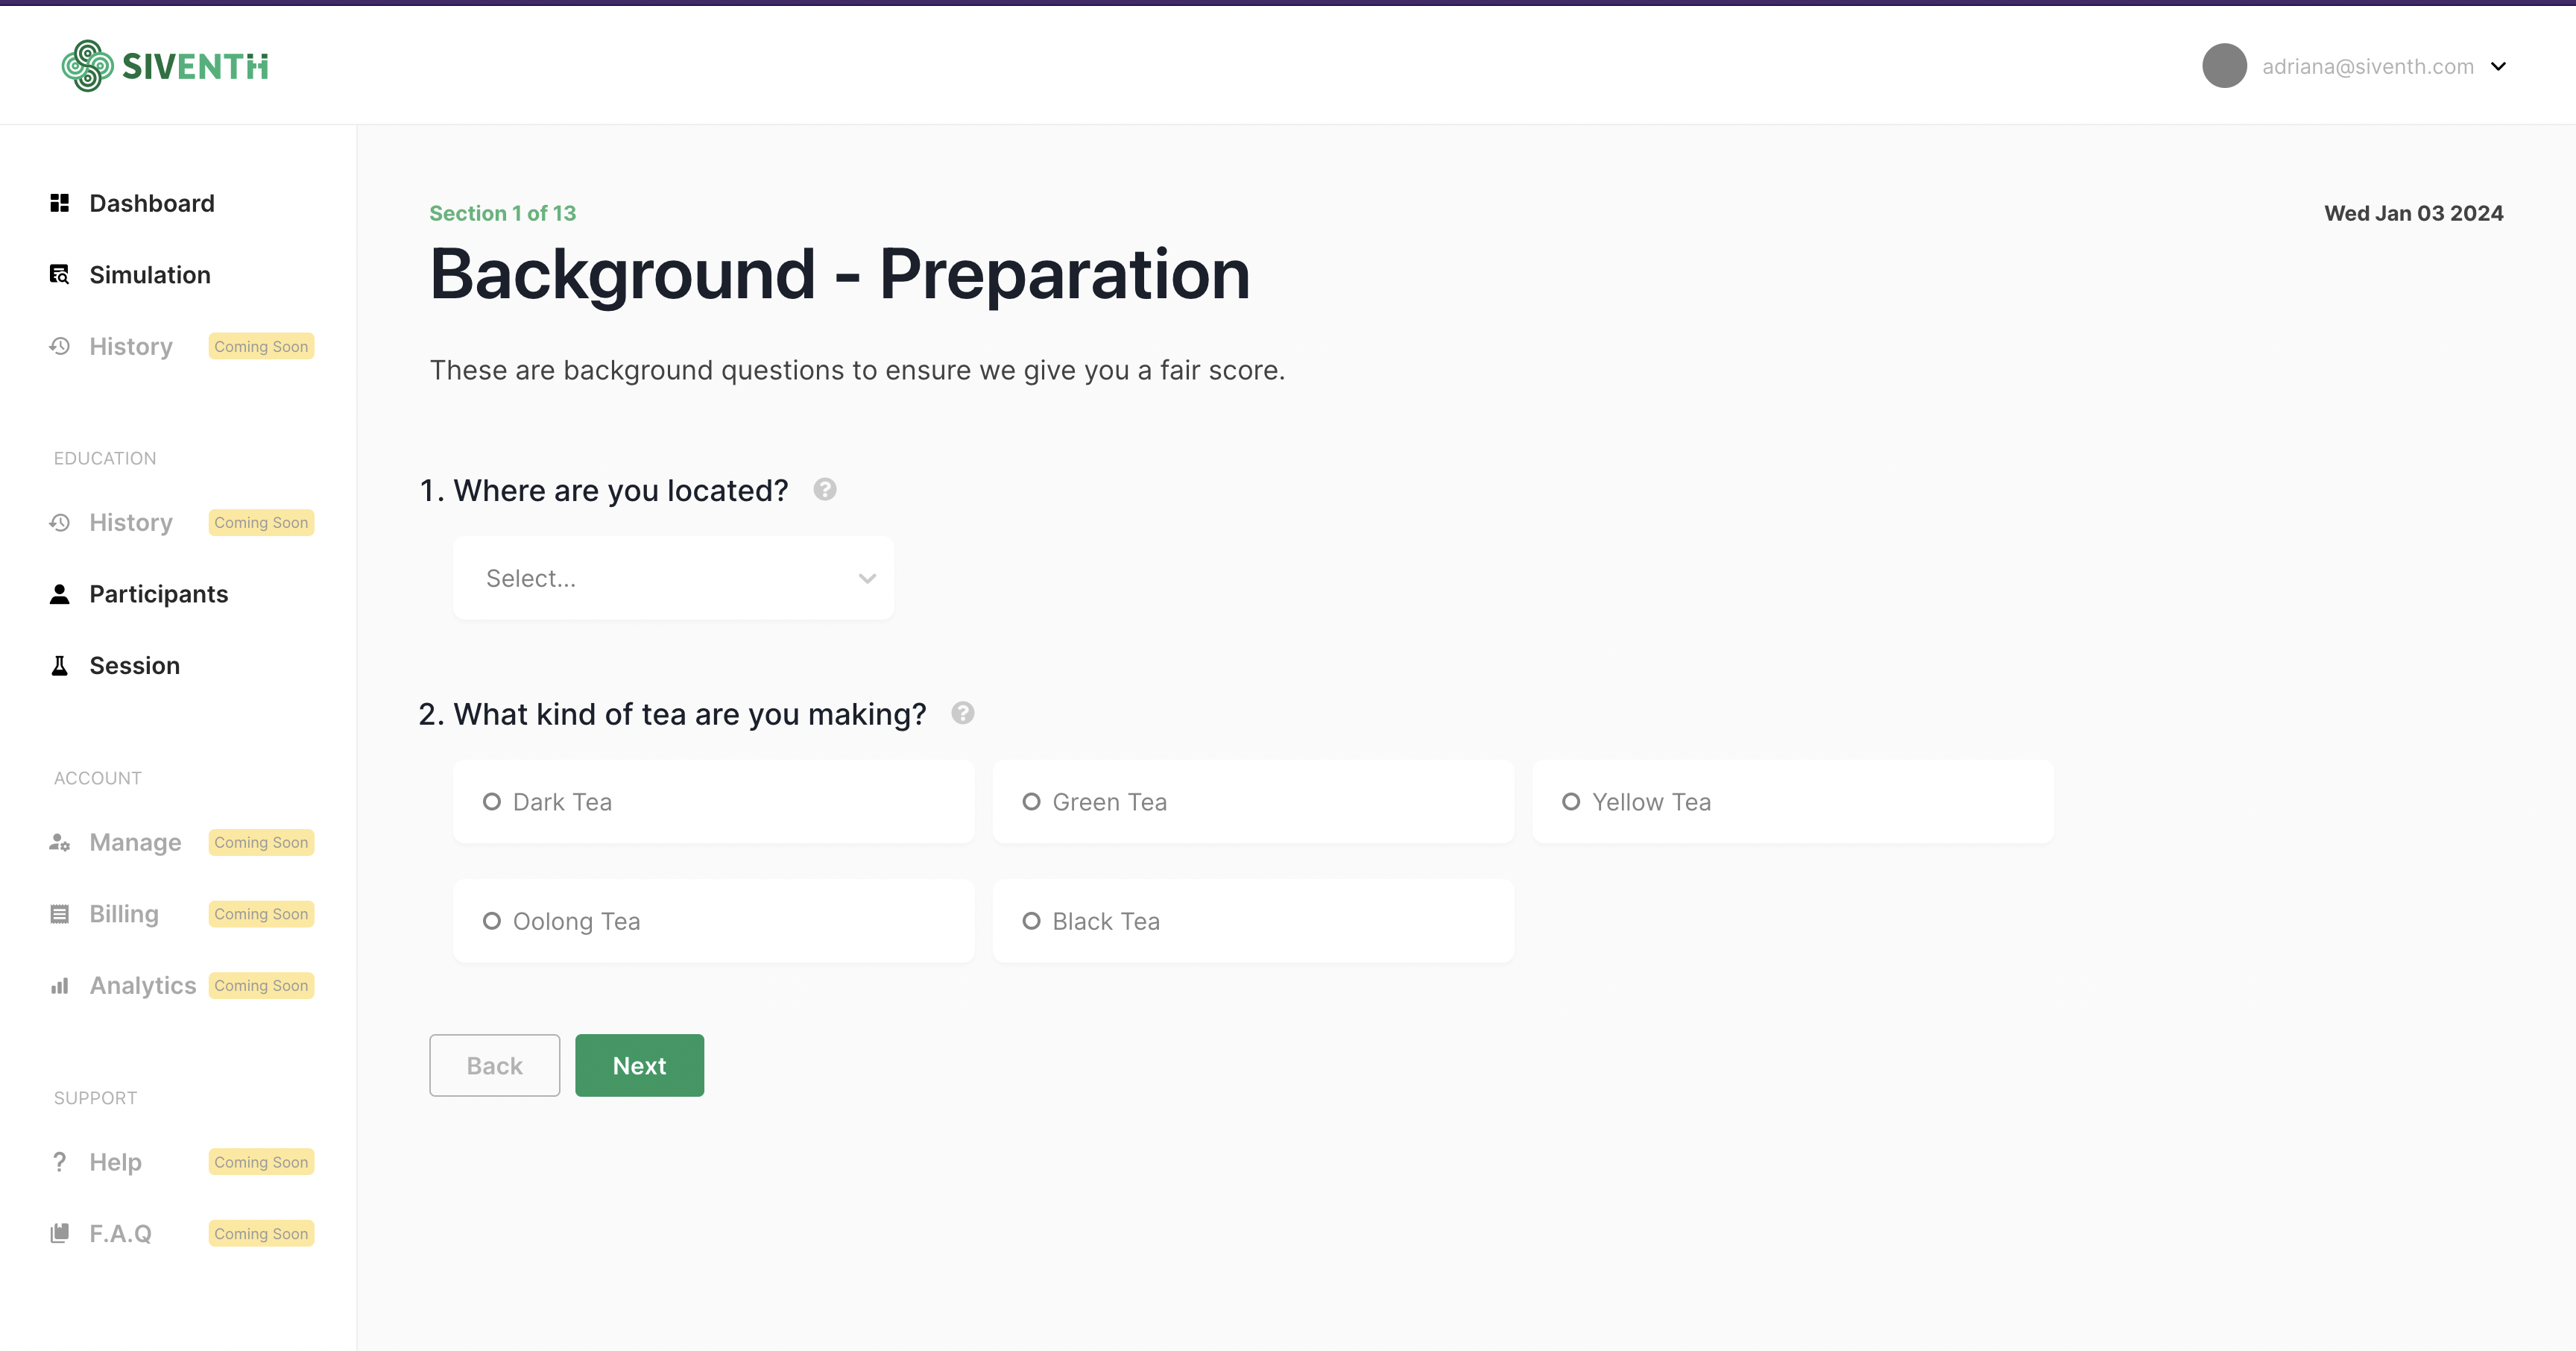 SIVENTH
adriana@siventh.com
Dashboard
Simulation
History Coming Soon
EDUCATION
History Coming Soon
Participants
Session
ACCOUNT
Manage Coming Soon
Billing Coming Soon
Analytics Coming Soon
SUPPORT
? Help Coming Soon
F.A.Q Coming Soon
Section 1 of 13
Wed Jan 03 2024
Background - Preparation
These are background questions to ensure we give you a fair score.
1. Where are you located? ?
Select...
2. What kind of tea are you making? ?
Dark Tea
Green Tea
Yellow Tea
Oolong Tea
Black Tea
Back
Next